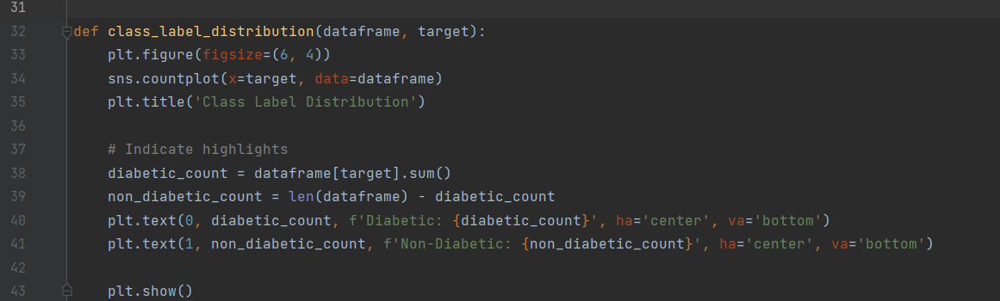 31
32 def class_label_distribution(dataframe, target):
33     plt.figure(figsize=(6, 4))
34     sns.countplot(x=target, data=dataframe)
35     plt.title('Class Label Distribution')
36
37     # Indicate highlights
38     diabetic_count = dataframe[target].sum()
39     non_diabetic_count = len(dataframe) - diabetic_count
40     plt.text(0, diabetic_count, f'Diabetic: {diabetic_count}', ha='center', va='bottom')
41     plt.text(1, non_diabetic_count, f'Non-Diabetic: {non_diabetic_count}', ha='center', va='bottom')
42
43     plt.show()